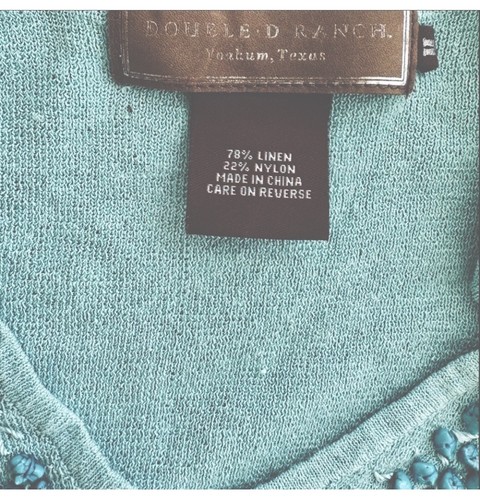 DOUBLE D RANCH.
Yoakum, Texas
78% LINEN
22% NYLON
MADE IN CHINA
CARE ON REVERSE